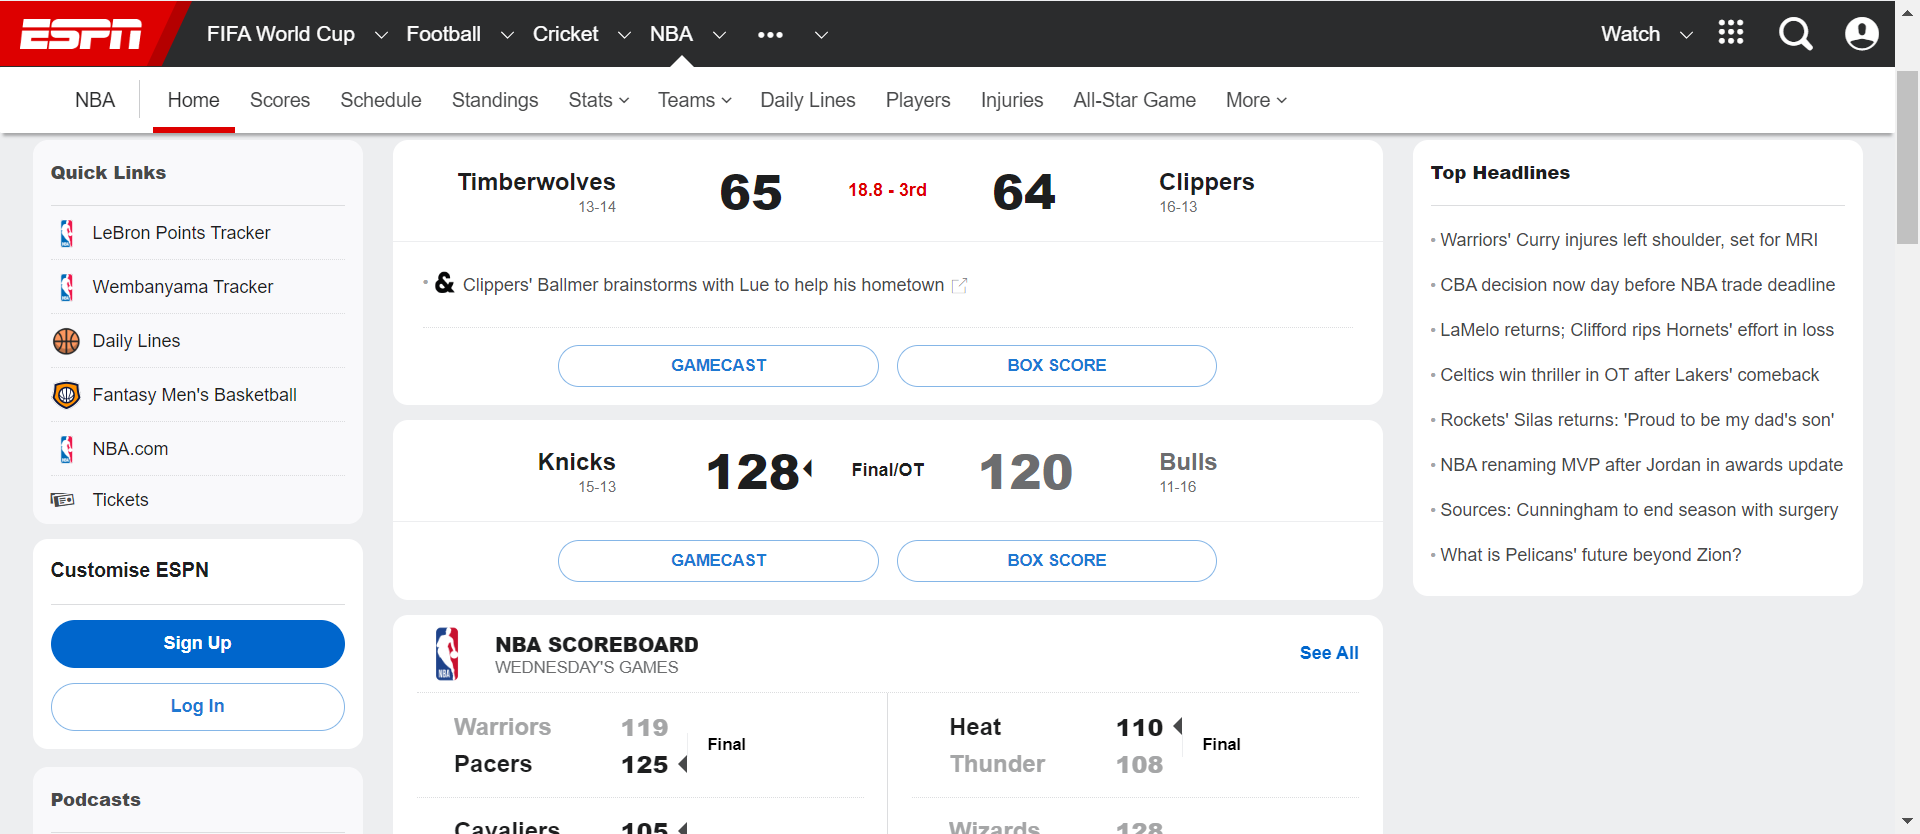 ESPN FIFA World Cup Football Cricket NBA ••• Watch
NBA Home Scores Schedule Standings Stats Teams Daily Lines Players Injuries All-Star Game More
Quick Links
LeBron Points Tracker
Wembanyama Tracker
Daily Lines
Fantasy Men's Basketball
NBA.com
Tickets
Customise ESPN
Sign Up
Log In
Podcasts
Timberwolves 65 18.8 - 3rd 64 Clippers
13-14 16-13
• & Clippers' Ballmer brainstorms with Lue to help his hometown
GAMECAST BOX SCORE
Knicks 128 Final/OT 120 Bulls
15-13 11-16
GAMECAST BOX SCORE
NBA SCOREBOARD
WEDNESDAY'S GAMES
See All
Warriors 119
Pacers 125
Final
Heat 110
Thunder 108
Final
Cavaliers 105
Wizards 128
Top Headlines
• Warriors' Curry injures left shoulder, set for MRI
• CBA decision now day before NBA trade deadline
• LaMelo returns; Clifford rips Hornets' effort in loss
• Celtics win thriller in OT after Lakers' comeback
• Rockets' Silas returns: 'Proud to be my dad's son'
• NBA renaming MVP after Jordan in awards update
• Sources: Cunningham to end season with surgery
• What is Pelicans' future beyond Zion?